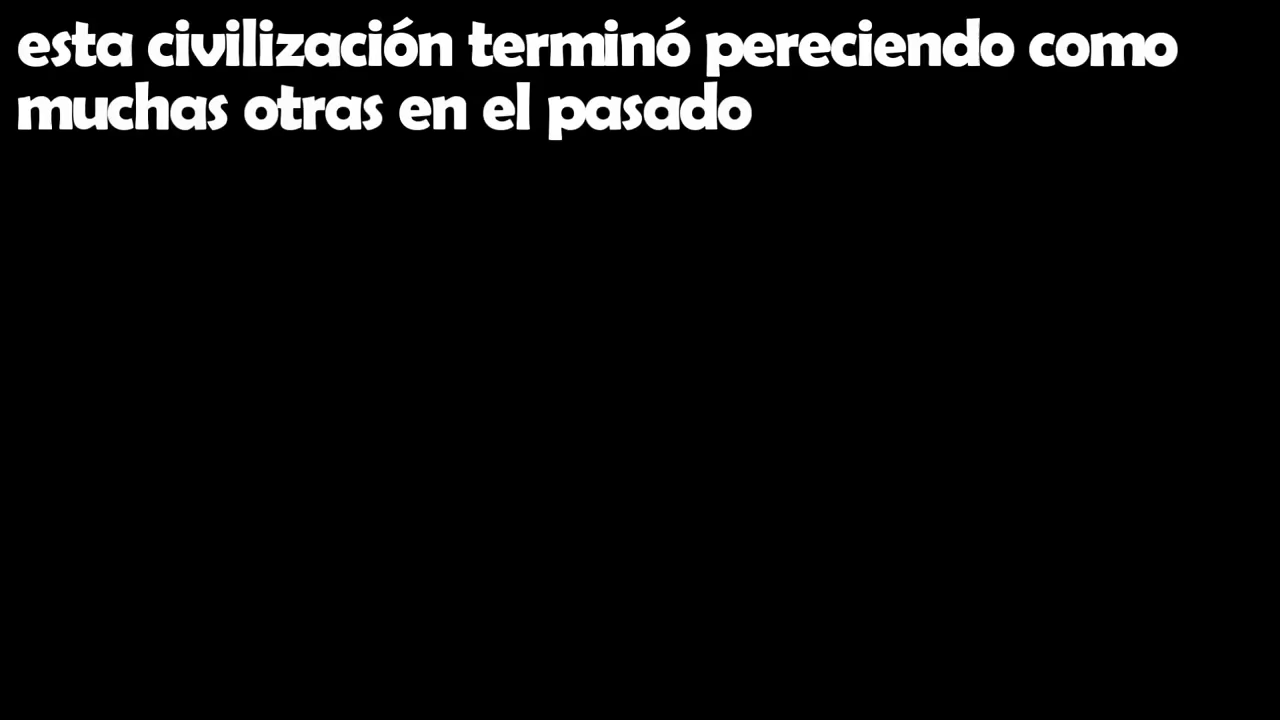 esta civilización terminó pereciendo como
muchas otras en el pasado